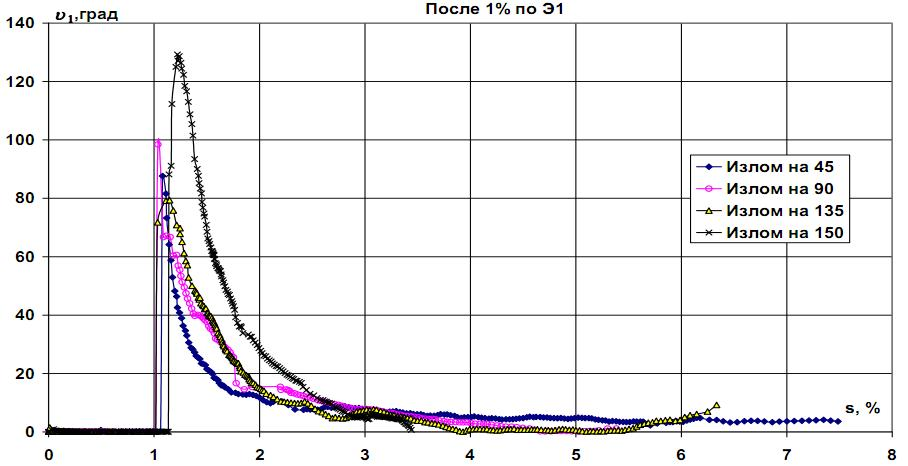 После 1% по Э1
υ₁,град
140
120
100
80
60
40
20
0
Излом на 45
Излом на 90
Излом на 135
Излом на 150
s, %
0 1 2 3 4 5 6 7 8